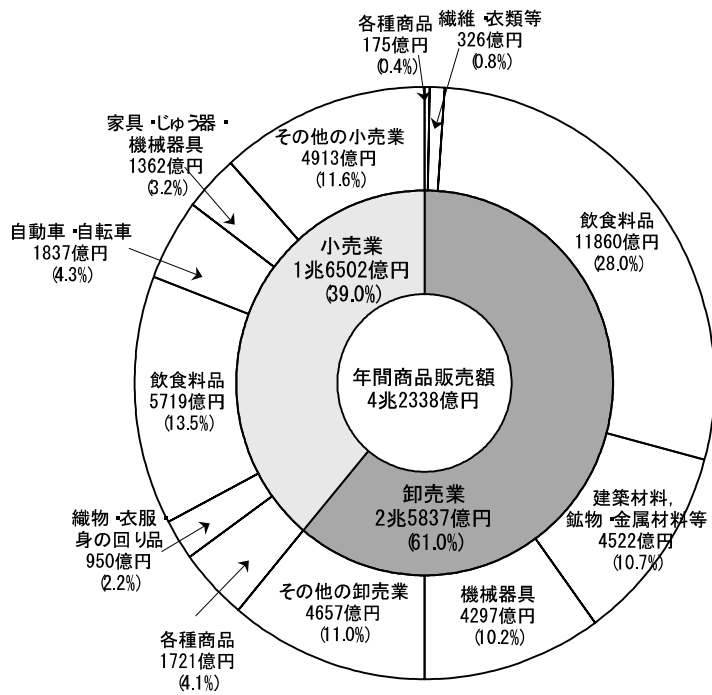 各種商品
175億円
(0.4%)
繊維・衣類等
326億円
(0.8%)
飲食料品
11860億円
(28.0%)
建築材料,
鉱物・金属材料等
4522億円
(10.7%)
機械器具
4297億円
(10.2%)
その他の卸売業
4657億円
(11.0%)
各種商品
1721億円
(4.1%)
織物・衣服・
身の回り品
950億円
(2.2%)
飲食料品
5719億円
(13.5%)
自動車・自転車
1837億円
(4.3%)
家具・じゅう器・
機械器具
1362億円
(3.2%)
その他の小売業
4913億円
(11.6%)
小売業
1兆6502億円
(39.0%)
年間商品販売額
4兆2338億円
卸売業
2兆5837億円
(61.0%)